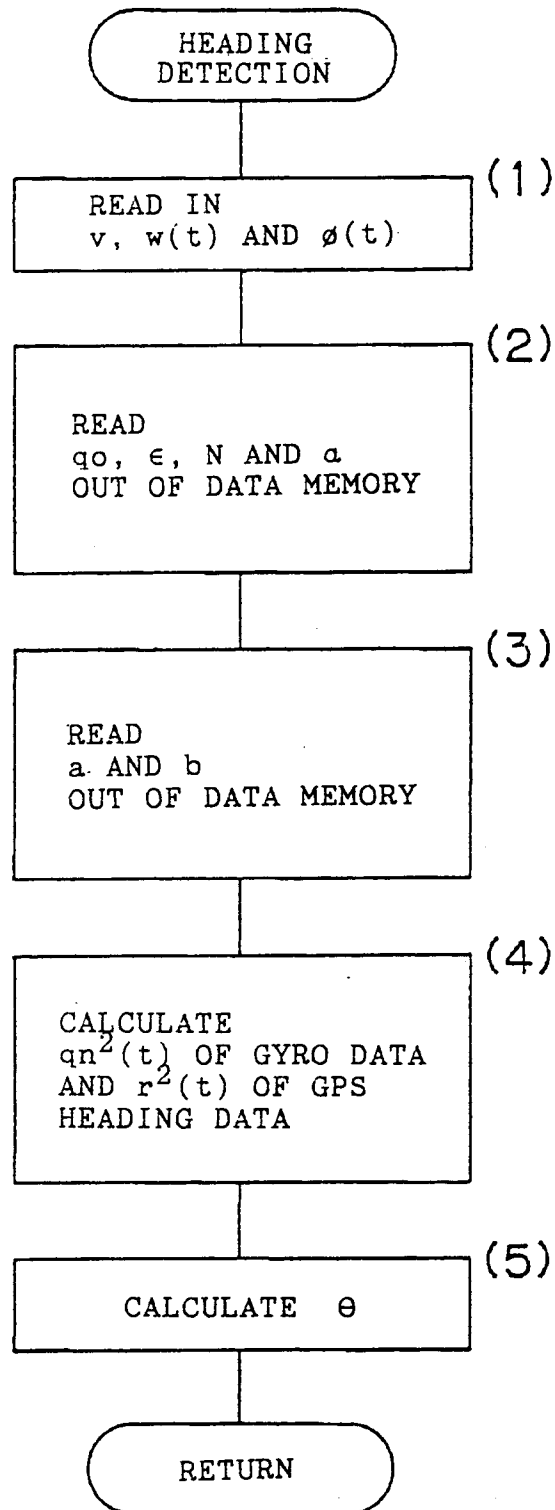 HEADING
DETECTION
(1)
READ IN
v, w(t) AND ø(t)
(2)
READ
qo, ϵ, N AND a
OUT OF DATA MEMORY
(3)
READ
a AND b
OUT OF DATA MEMORY
(4)
CALCULATE
qn²(t) OF GYRO DATA
AND r²(t) OF GPS
HEADING DATA
(5)
CALCULATE θ
RETURN